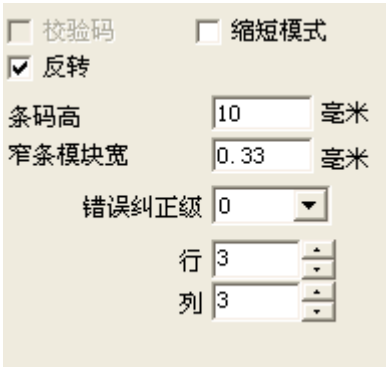 校验码 缩短模式
反转
条码高 10 毫米
窄条模块宽 0.33 毫米
错误纠正级 0
行 3
列 3